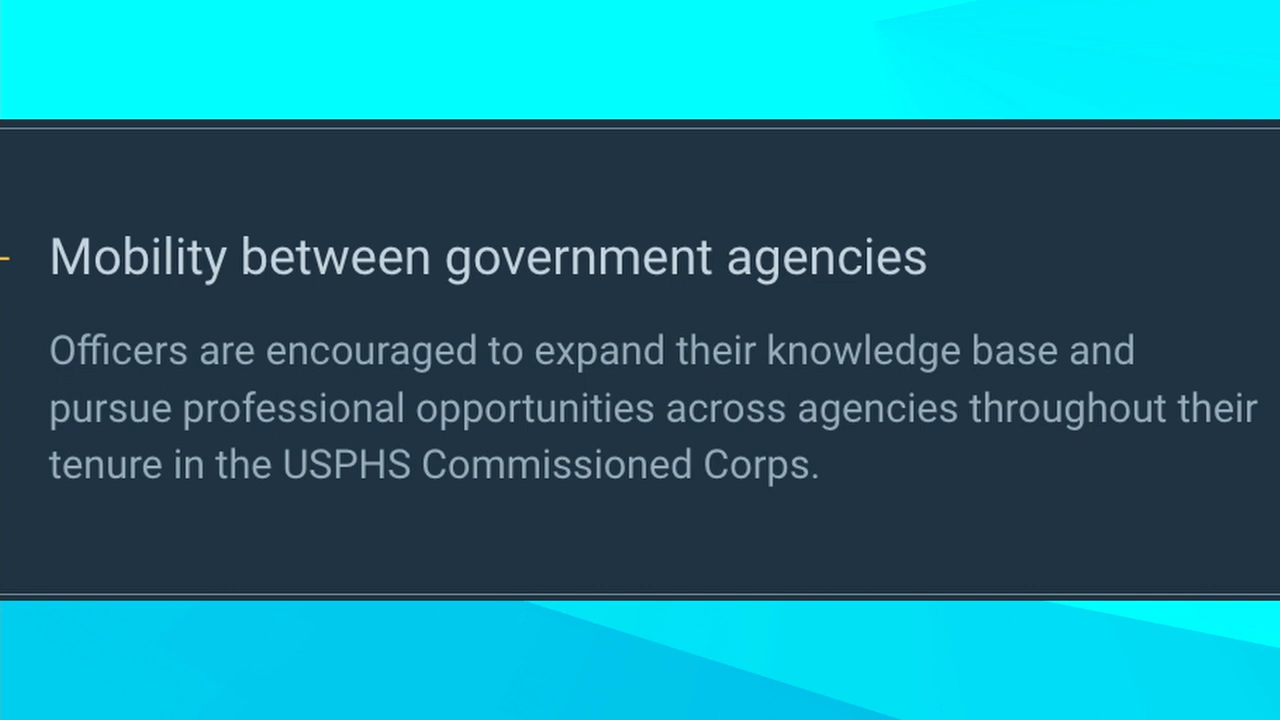 Mobility between government agencies
Officers are encouraged to expand their knowledge base and
pursue professional opportunities across agencies throughout their
tenure in the USPHS Commissioned Corps.